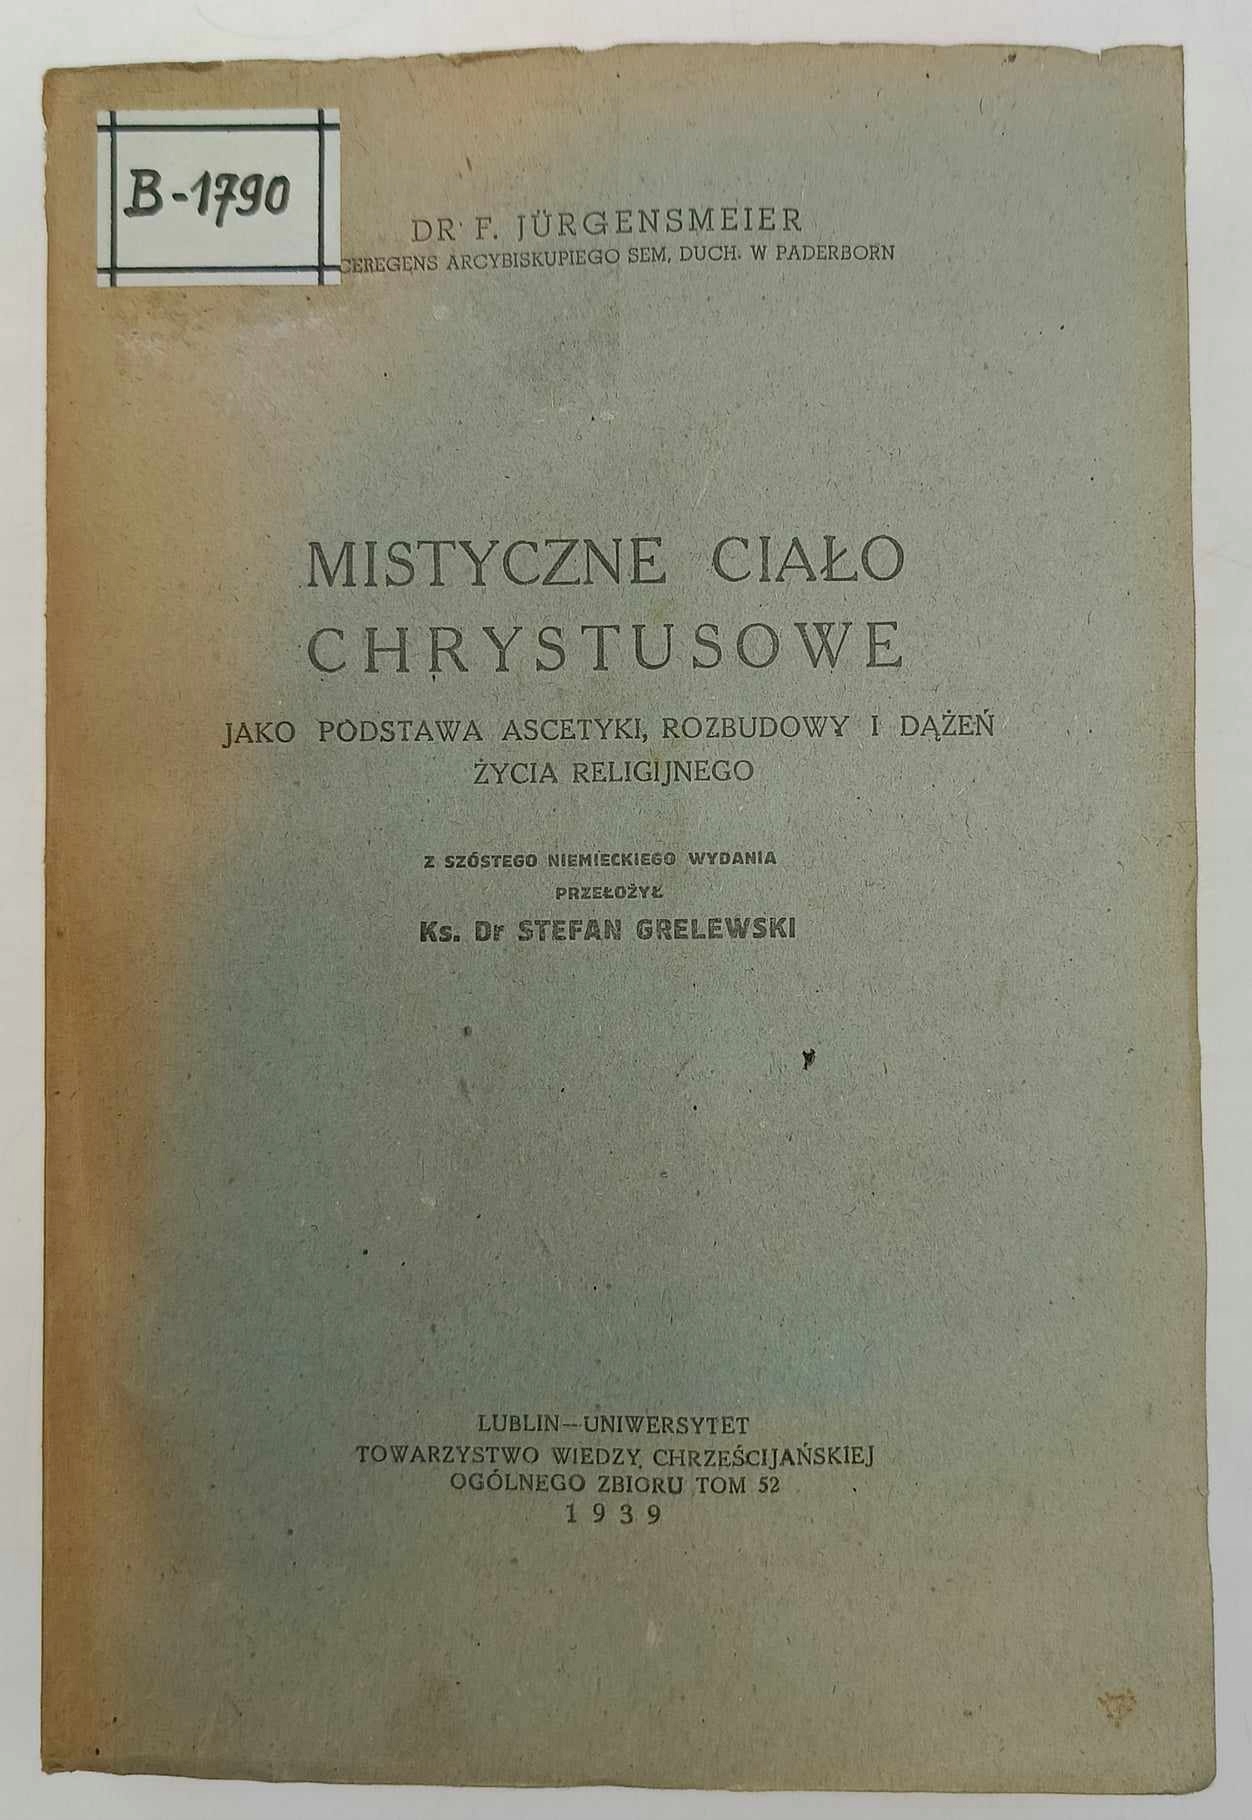 B-1790
DR F. JÜRGENSMEIER
CEREGENS ARCYBISKUPIEGO SEM. DUCH. W PADERBORN
MISTYCZNE CIAŁO
CHRYSTUSOWE
JAKO PODSTAWA ASCETYKI, ROZBUDOWY I DĄŻEŃ
ŻYCIA RELIGIJNEGO
Z SZÓSTEGO NIEMIECKIEGO WYDANIA
PRZEŁOŻYŁ
Ks. Dr STEFAN GRELEWSKI
LUBLIN—UNIWERSYTET
TOWARZYSTWO WIEDZY CHRZEŚCIJAŃSKIEJ
OGÓLNEGO ZBIORU TOM 52
1939